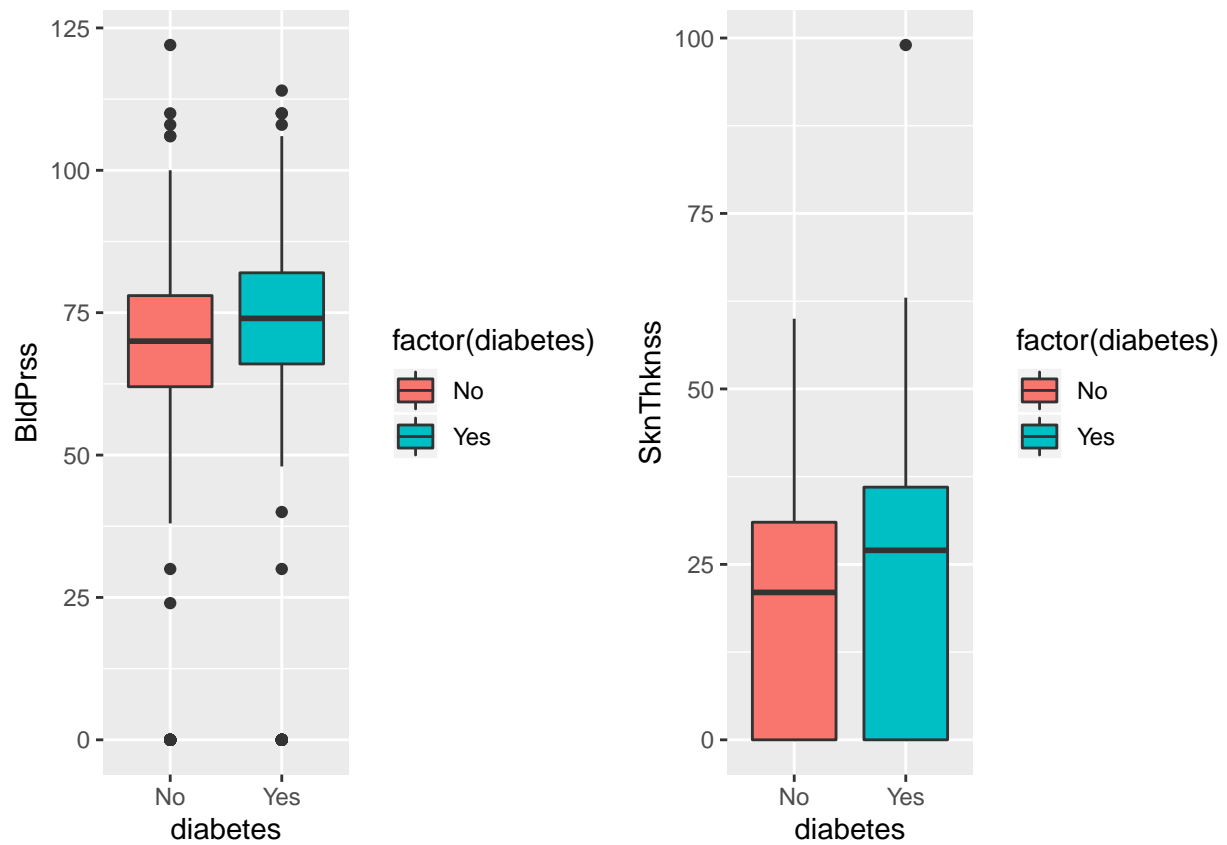 BldPrss
125
100
75
50
25
0
No
Yes
diabetes
factor(diabetes)
No
Yes
SknThknss
100
75
50
25
0
No
Yes
diabetes
factor(diabetes)
No
Yes